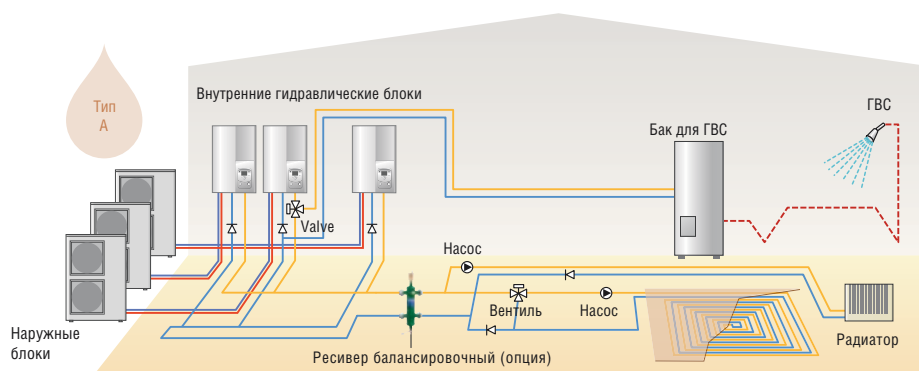 Тип
А
Внутренние гидравлические блоки
ГВС
Бак для ГВС
Valve
Насос
Вентиль
Насос
Наружные
блоки
Ресивер балансировочный (опция)
Радиатор